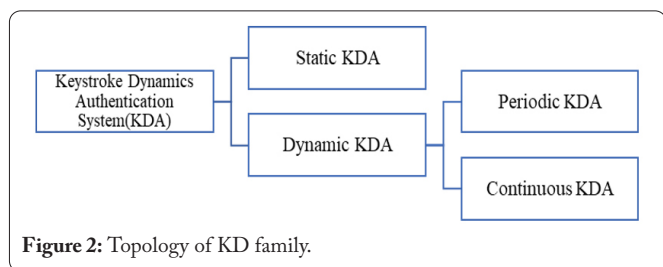 Keystroke Dynamics
Authentication
System(KDA)
Static KDA
Dynamic KDA
Periodic KDA
Continuous KDA
Figure 2: Topology of KD family.